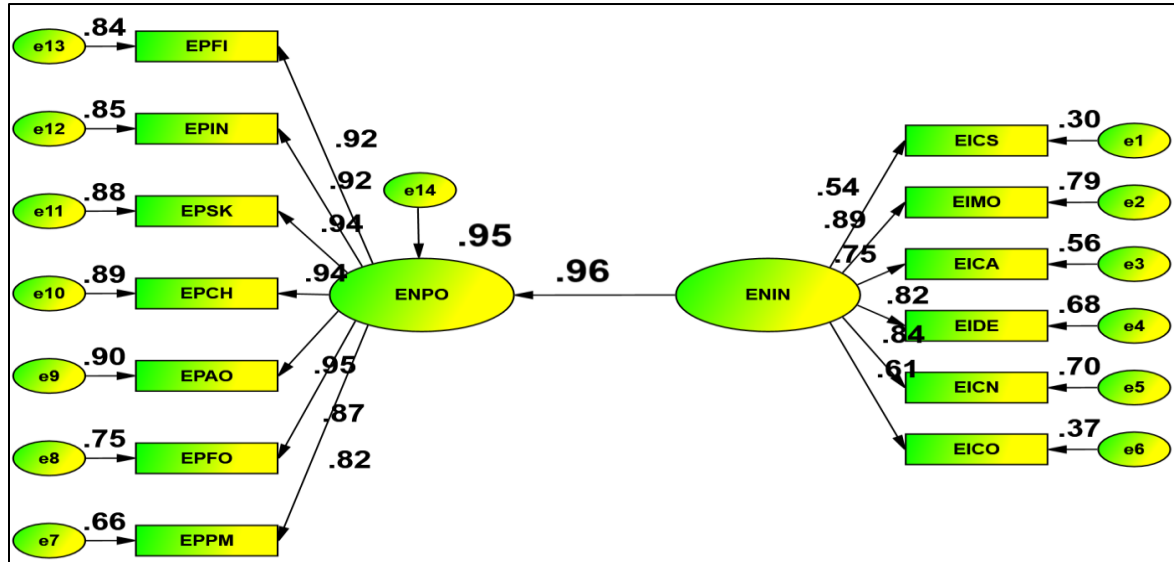 .84
e13
EPFI
.85
e12
EPIN
.88
e11
EPSK
.89
e10
EPCH
.90
e9
EPAO
.75
e8
EPFO
.66
e7
EPPM
.92
.92
.94
.94
.95
.87
.82
e14
.95
ENPO
.96
ENIN
.54
.89
.75
.82
.84
.61
EICS
.30
e1
EIMO
.79
e2
EICA
.56
e3
EIDE
.68
e4
EICN
.70
e5
EICO
.37
e6